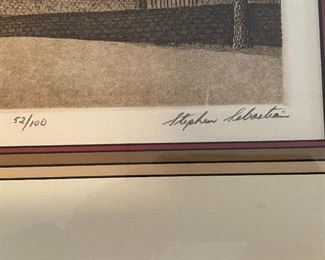 52/100 Stephen Sebastian